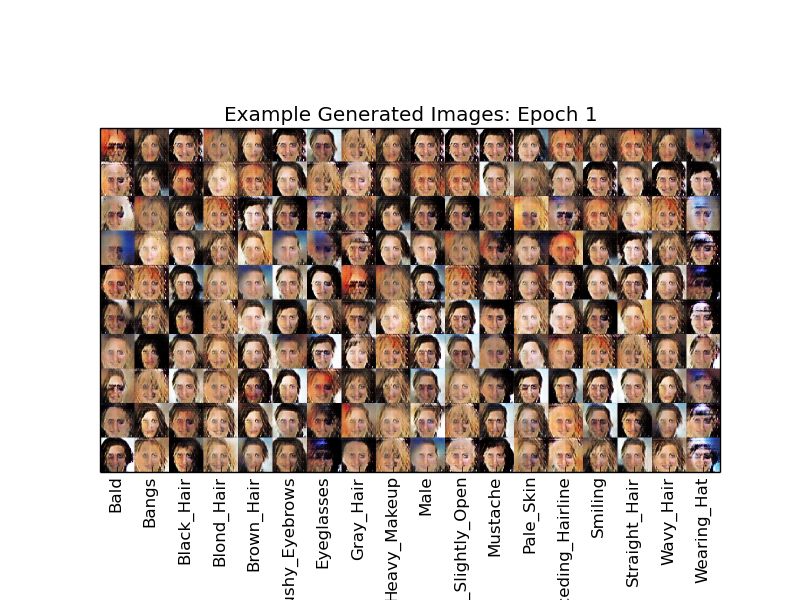 Example Generated Images: Epoch 1
Bald
Bangs
Black_Hair
Blond_Hair
Brown_Hair
ushy_Eyebrows
Eyeglasses
Gray_Hair
Heavy_Makeup
Male
_Slightly_Open
Mustache
Pale_Skin
eding_Hairline
Smiling
Straight_Hair
Wavy_Hair
Wearing_Hat